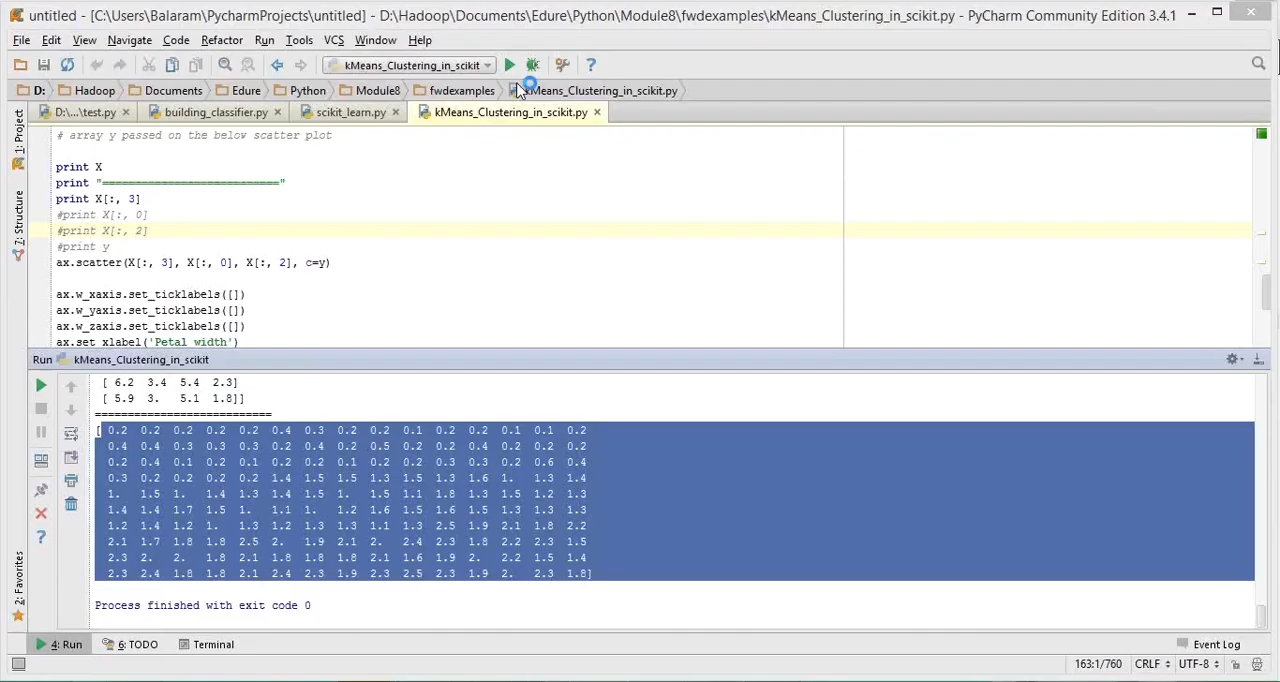 untitled - [C:\Users\Balaram\PycharmProjects\untitled] - D:\Hadoop\Documents\Edure\Python\Module8\fwdexamples\kMeans_Clustering_in_scikit.py - PyCharm Community Edition 3.4.1
File Edit View Navigate Code Refactor Run Tools VCS Window Help
kMeans_Clustering_in_scikit
D: Hadoop Documents Edure Python Module8 fwdexamples kMeans_Clustering_in_scikit.py
D:\...\test.py building_classifier.py scikit_learn.py kMeans_Clustering_in_scikit.py
1: Project
7: Structure
2: Favorites
# array y passed on the below scatter plot
print X
print "==========================="
print X[:, 3]
#print X[:, 0]
#print X[:, 2]
#print y
ax.scatter(X[:, 3], X[:, 0], X[:, 2], c=y)
ax.w_xaxis.set_ticklabels([])
ax.w_yaxis.set_ticklabels([])
ax.w_zaxis.set_ticklabels([])
ax.set_xlabel('Petal width')
Run kMeans_Clustering_in_scikit
[ 6.2 3.4 5.4 2.3]
[ 5.9 3. 5.1 1.8]]
===========================
[ 0.2 0.2 0.2 0.2 0.2 0.4 0.3 0.2 0.2 0.1 0.2 0.2 0.1 0.1 0.2
0.4 0.4 0.3 0.3 0.3 0.2 0.4 0.2 0.5 0.2 0.2 0.4 0.2 0.2 0.2
0.2 0.4 0.1 0.2 0.1 0.2 0.2 0.1 0.2 0.2 0.3 0.3 0.2 0.6 0.4
0.3 0.2 0.2 0.2 0.2 1.4 1.5 1.5 1.3 1.5 1.3 1.6 1. 1.3 1.4
1. 1.5 1. 1.4 1.3 1.4 1.5 1. 1.5 1.1 1.8 1.3 1.5 1.2 1.3
1.4 1.4 1.7 1.5 1. 1.1 1. 1.2 1.6 1.5 1.6 1.5 1.3 1.3 1.3
1.2 1.4 1.2 1. 1.3 1.2 1.3 1.3 1.1 1.3 2.5 1.9 2.1 1.8 2.2
2.1 1.7 1.8 1.8 2.5 2. 1.9 2.1 2. 2.4 2.3 1.8 2.2 2.3 1.5
2.3 2. 2. 1.8 2.1 1.8 1.8 1.8 2.1 1.6 1.9 2. 2.2 1.5 1.4
2.3 2.4 1.8 1.8 2.1 2.4 2.3 1.9 2.3 2.5 2.3 1.9 2. 2.3 1.8]
Process finished with exit code 0
4: Run 6: TODO Terminal Event Log
163:1/760 CRLF UTF-8